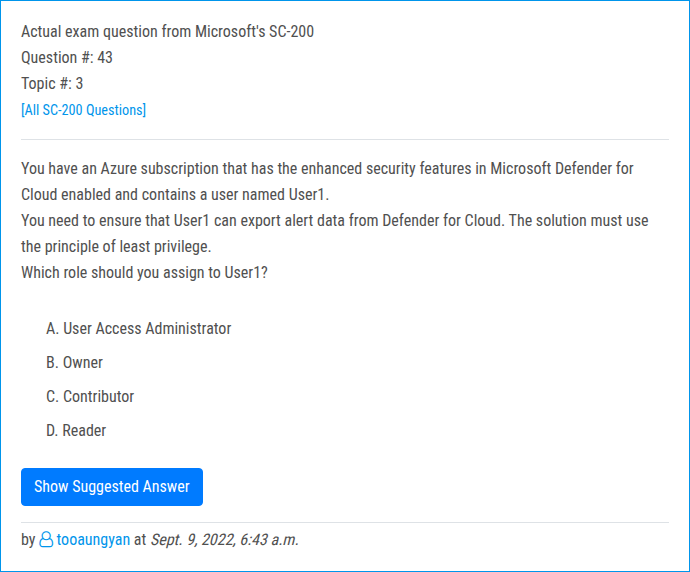 Actual exam question from Microsoft's SC-200
Question #: 43
Topic #: 3
[All SC-200 Questions]
You have an Azure subscription that has the enhanced security features in Microsoft Defender for
Cloud enabled and contains a user named User1.
You need to ensure that User1 can export alert data from Defender for Cloud. The solution must use
the principle of least privilege.
Which role should you assign to User1?
A. User Access Administrator
B. Owner
C. Contributor
D. Reader
Show Suggested Answer
by tooaungyan at Sept. 9, 2022, 6:43 a.m.